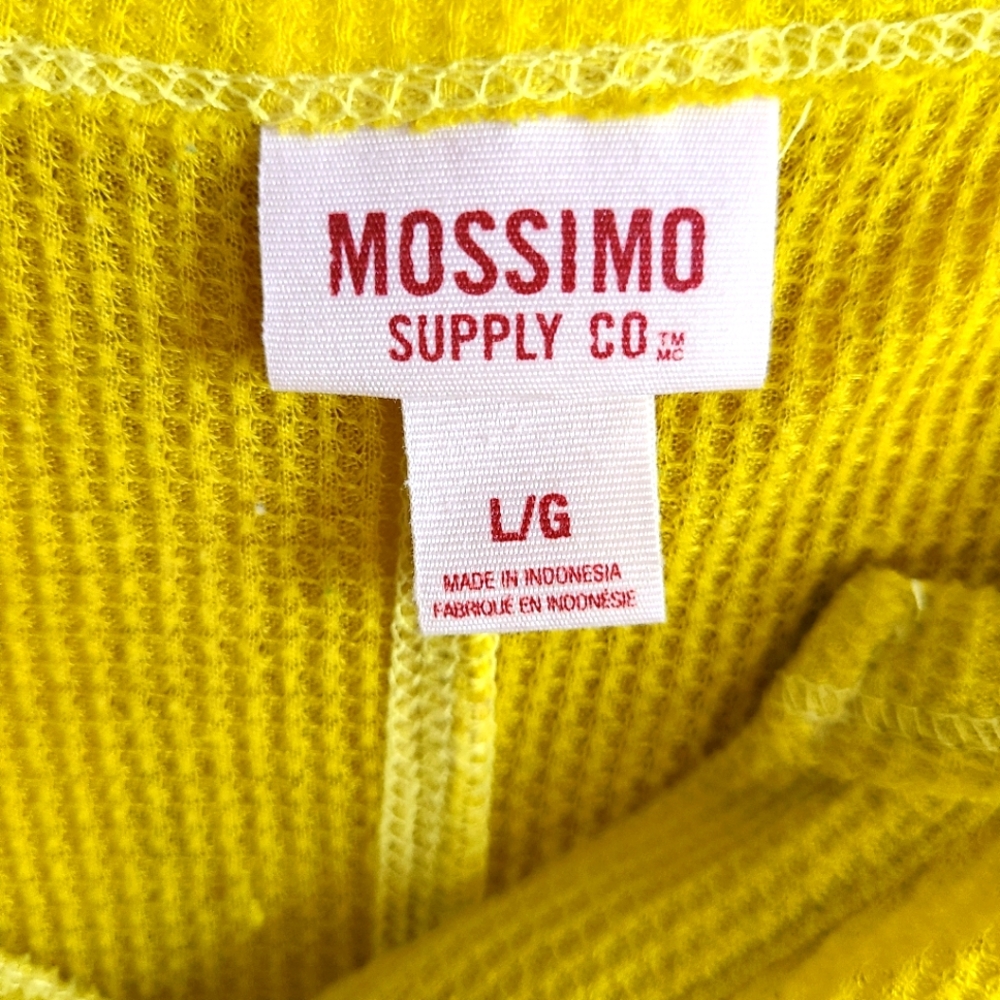 MOSSIMO
SUPPLY CO TM MC
L/G
MADE IN INDONESIA
FABRIQUÉ EN INDONÉSIE